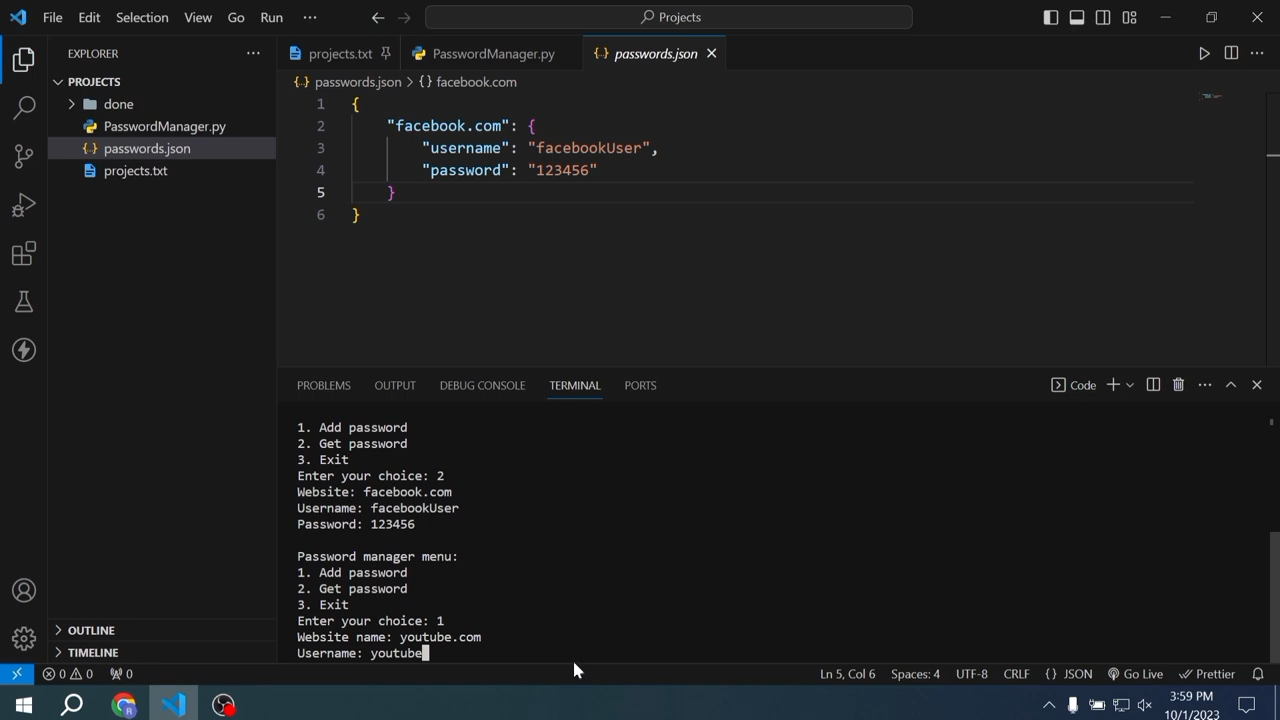 File Edit Selection View Go Run ··· Projects
EXPLORER ···
PROJECTS
done
PasswordManager.py
passwords.json
projects.txt
OUTLINE
TIMELINE
projects.txt PasswordManager.py {..} passwords.json
{..} passwords.json > {} facebook.com
1 {
2 "facebook.com": {
3 "username": "facebookUser",
4 "password": "123456"
5 }
6 }
PROBLEMS OUTPUT DEBUG CONSOLE TERMINAL PORTS Code
1. Add password
2. Get password
3. Exit
Enter your choice: 2
Website: facebook.com
Username: facebookUser
Password: 123456
Password manager menu:
1. Add password
2. Get password
3. Exit
Enter your choice: 1
Website name: youtube.com
Username: youtube
0 0 0 Ln 5, Col 6 Spaces: 4 UTF-8 CRLF {} JSON Go Live Prettier
3:59 PM
10/1/2023